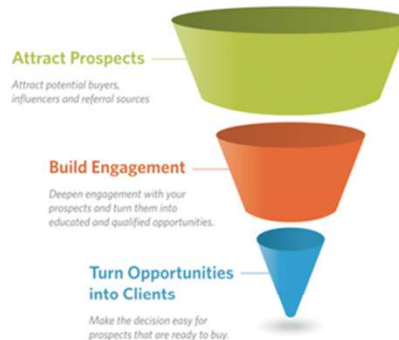 Attract Prospects
Attract potential buyers,
influencers and referral sources
Build Engagement
Deepen engagement with your
prospects and turn them into
educated and qualified opportunities.
Turn Opportunities
into Clients
Make the decision easy for
prospects that are ready to buy.